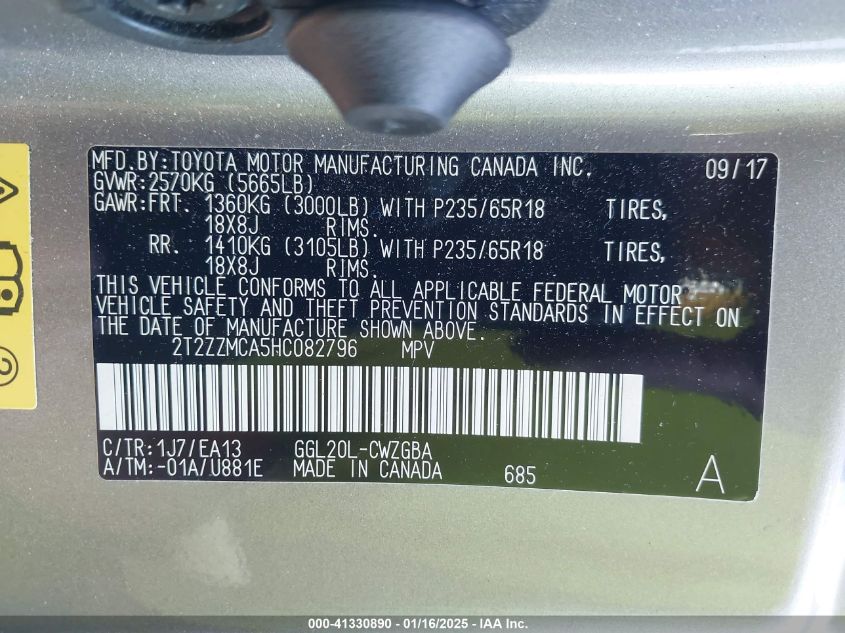 MFD.BY:TOYOTA MOTOR MANUFACTURING CANADA INC. 09/17
GVWR:2570KG (5665LB)
GAWR:FRT. 1360KG (3000LB) WITH P235/65R18 TIRES,
18X8J RIMS.
RR. 1410KG (3105LB) WITH P235/65R18 TIRES,
18X8J RIMS.
THIS VEHICLE CONFORMS TO ALL APPLICABLE FEDERAL MOTOR
VEHICLE SAFETY AND THEFT PREVENTION STANDARDS IN EFFECT ON
THE DATE OF MANUFACTURE SHOWN ABOVE.
2T2ZZMCA5HC082796 MPV
C/TR:1J7/EA13 GGL20L-CWZGBA
A/TM:-01A/U881E MADE IN CANADA 685 A
000-41330890 - 01/16/2025 - IAA Inc.